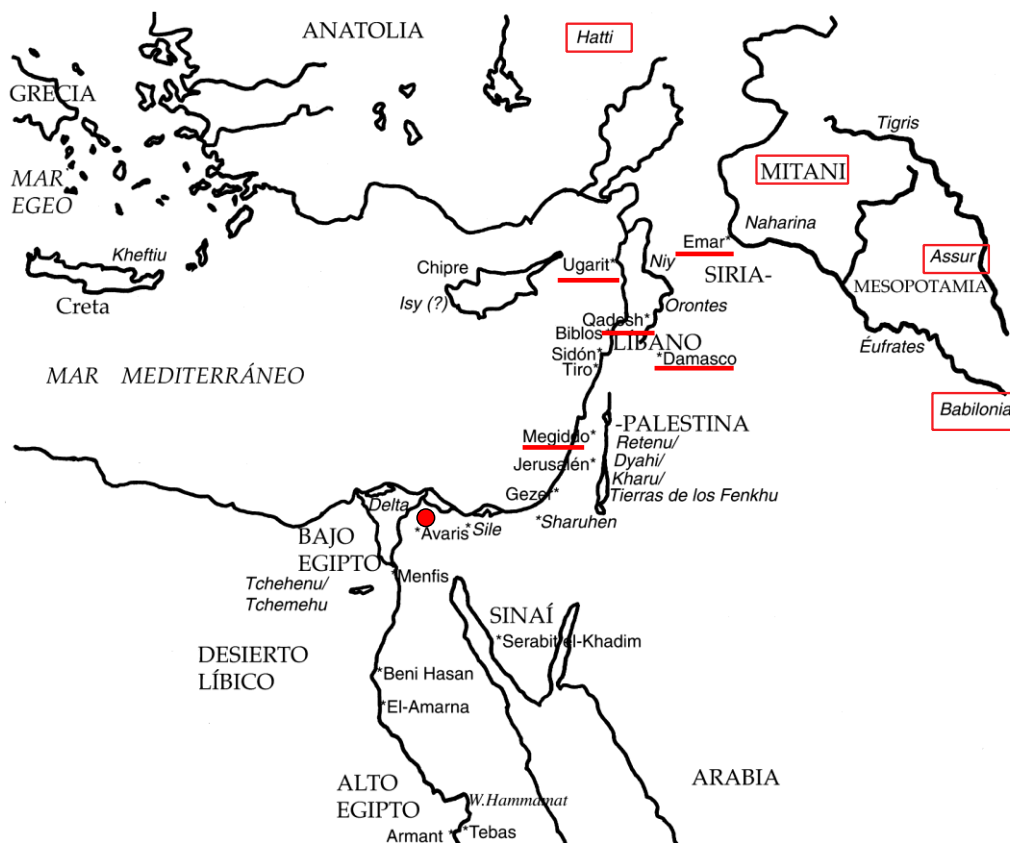 ANATOLIA
Hatti
GRECIA
Tigris
MAR
EGEO
MITANI
Kheftiu
Naharina
Emar*
Chipre
Ugarit*
Niy
SIRIA-
Assur
MESOPOTAMIA
Creta
Isy (?)
Orontes
Qadesh*
Biblos*
LÍBANO
Éufrates
Sidón*
*Damasco
Tiro*
MAR MEDITERRÁNEO
Babilonia
-PALESTINA
Megiddo*
Retenu/
Jerusalén*
Dyahi/
Kharu/
Tierras de los Fenkhu
Gezer*
Delta
*Sharuhen
*Avaris
*Sile
BAJO
EGIPTO
*Menfis
Tchehenu/
Tchemehu
SINAÍ
*Serabit el-Khadim
DESIERTO
LÍBICO
*Beni Hasan
*El-Amarna
ARABIA
ALTO
EGIPTO
W.Hammamat
Armant *
*Tebas